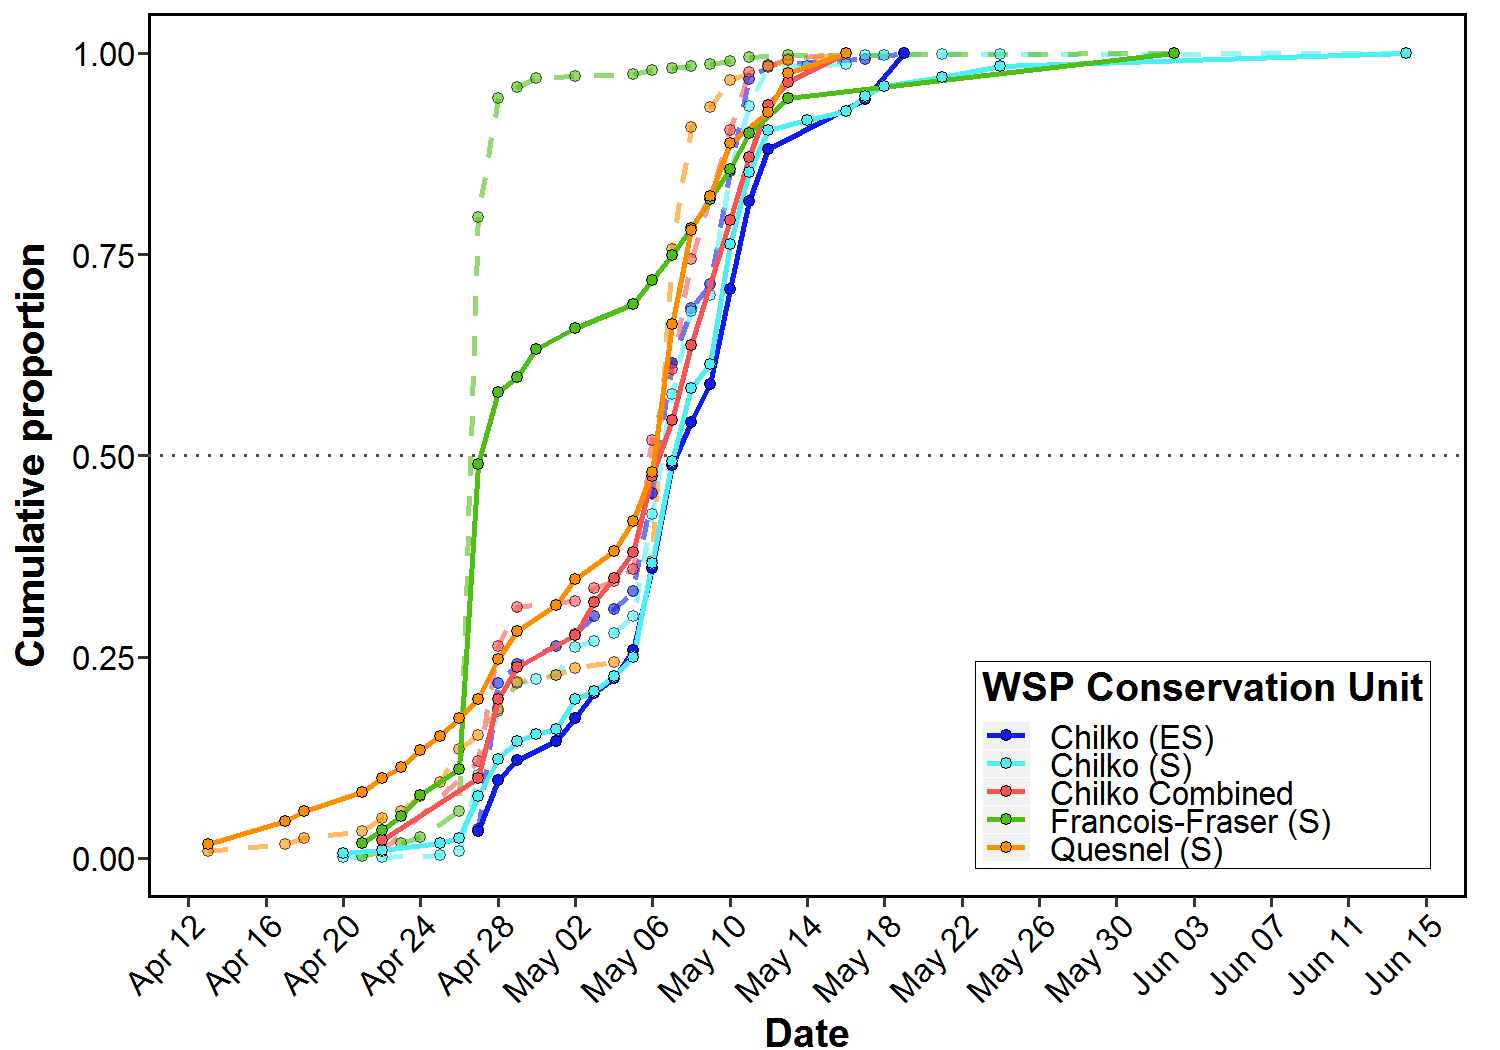 Cumulative proportion
1.00
0.75
0.50
0.25
0.00
WSP Conservation Unit
Chilko (ES)
Chilko (S)
Chilko Combined
Francois-Fraser (S)
Quesnel (S)
Apr 12
Apr 16
Apr 20
Apr 24
Apr 28
May 02
May 06
May 10
May 14
May 18
May 22
May 26
May 30
Jun 03
Jun 07
Jun 11
Jun 15
Date